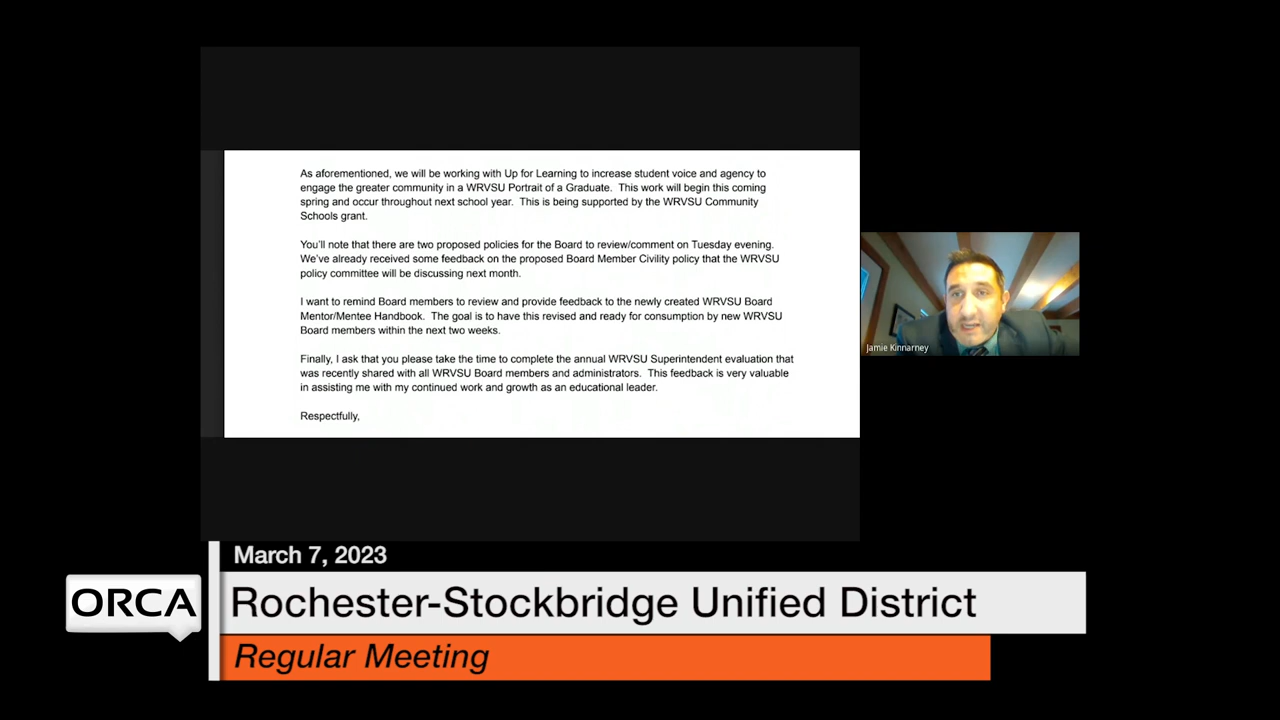 As aforementioned, we will be working with Up for Learning to increase student voice and agency to
engage the greater community in a WRVSU Portrait of a Graduate.  This work will begin this coming
spring and occur throughout next school year.  This is being supported by the WRVSU Community
Schools grant.
You'll note that there are two proposed policies for the Board to review/comment on Tuesday evening.
We've already received some feedback on the proposed Board Member Civility policy that the WRVSU
policy committee will be discussing next month.
I want to remind Board members to review and provide feedback to the newly created WRVSU Board
Mentor/Mentee Handbook.  The goal is to have this revised and ready for consumption by new WRVSU
Board members within the next two weeks.
Finally, I ask that you please take the time to complete the annual WRVSU Superintendent evaluation that
was recently shared with all WRVSU Board members and administrators.  This feedback is very valuable
in assisting me with my continued work and growth as an educational leader.
Respectfully,
Jamie Kinnarney
March 7, 2023
ORCA
Rochester-Stockbridge Unified District
Regular Meeting